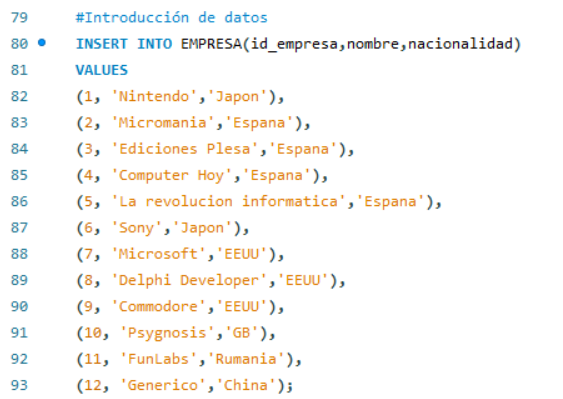 79 #Introducción de datos
80 INSERT INTO EMPRESA(id_empresa,nombre,nacionalidad)
81 VALUES
82 (1, 'Nintendo','Japon'),
83 (2, 'Micromania','Espana'),
84 (3, 'Ediciones Plesa','Espana'),
85 (4, 'Computer Hoy','Espana'),
86 (5, 'La revolucion informatica','Espana'),
87 (6, 'Sony','Japon'),
88 (7, 'Microsoft','EEUU'),
89 (8, 'Delphi Developer','EEUU'),
90 (9, 'Commodore','EEUU'),
91 (10, 'Psygnosis','GB'),
92 (11, 'FunLabs','Rumania'),
93 (12, 'Generico','China');